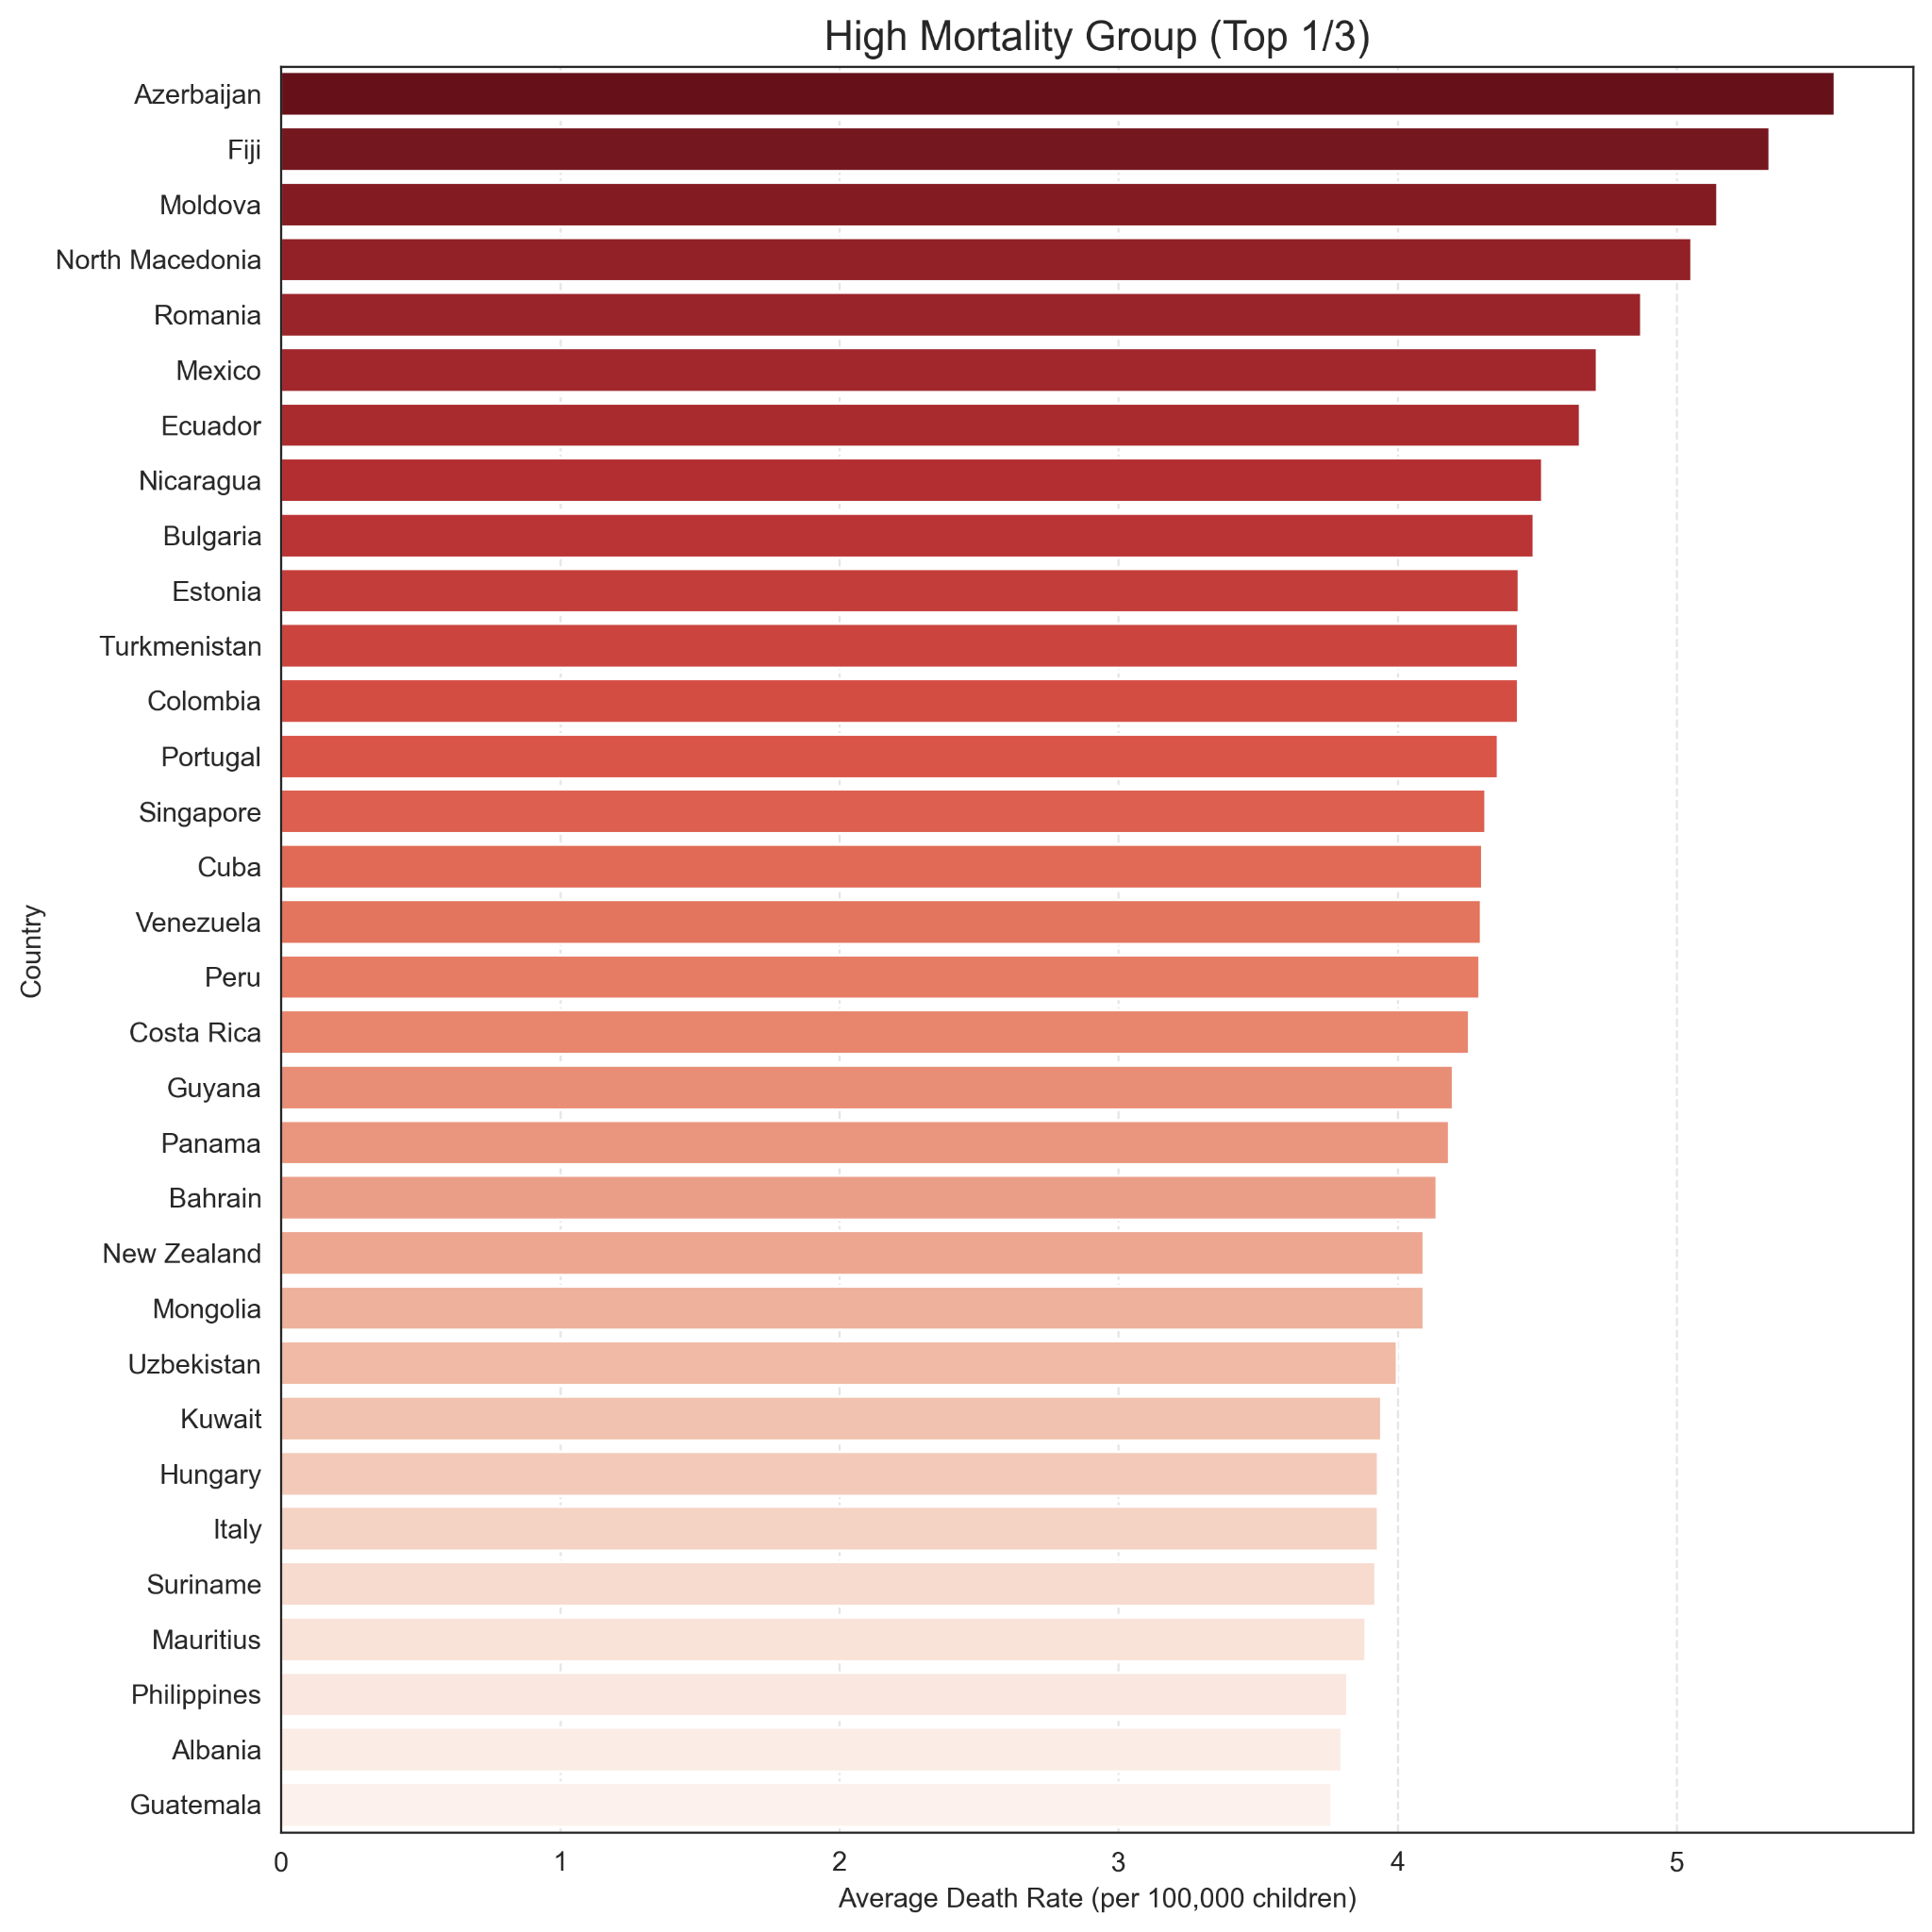 High Mortality Group (Top 1/3)
Azerbaijan
Fiji
Moldova
North Macedonia
Romania
Mexico
Ecuador
Nicaragua
Bulgaria
Estonia
Turkmenistan
Colombia
Portugal
Singapore
Cuba
Venezuela
Peru
Costa Rica
Guyana
Panama
Bahrain
New Zealand
Mongolia
Uzbekistan
Kuwait
Hungary
Italy
Suriname
Mauritius
Philippines
Albania
Guatemala
Country
0 1 2 3 4 5
Average Death Rate (per 100,000 children)